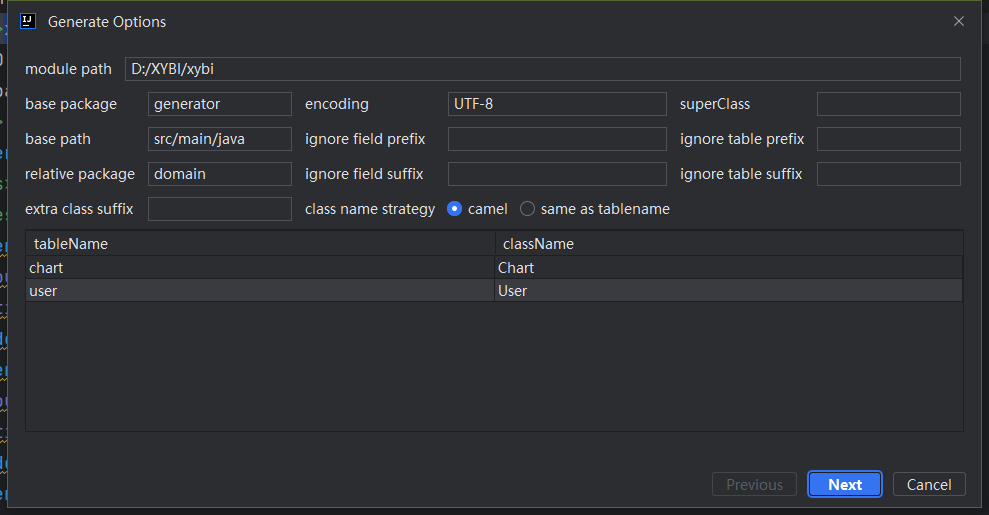 Generate Options
module path D:/XYBI/xybi
base package generator encoding UTF-8 superClass
base path src/main/java ignore field prefix ignore table prefix
relative package domain ignore field suffix ignore table suffix
extra class suffix class name strategy camel same as tablename
tableName className
chart Chart
user User
Previous Next Cancel